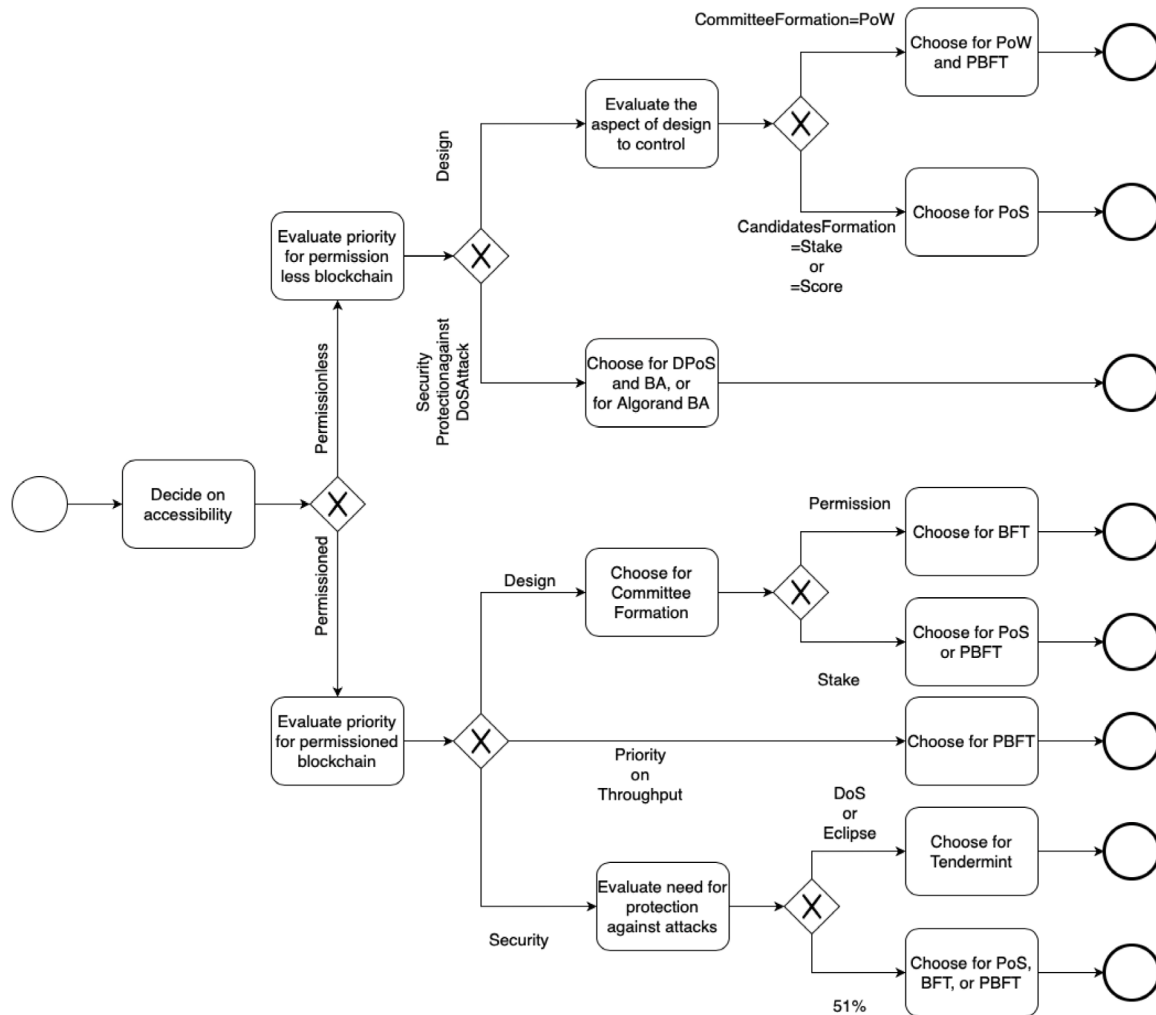 CommitteeFormation=PoW
Choose for PoW
and PBFT
Evaluate the
aspect of design
to control
X
Design
Choose for PoS
CandidatesFormation
=Stake
or
=Score
Evaluate priority
for permission
less blockchain
X
Security
Protectionagainst
DoSAttack
Choose for DPoS
and BA, or
for Algorand BA
Permissionless
Decide on
accessibility
X
Permissioned
Permission
Choose for BFT
Design
Choose for
Committee
Formation
X
Choose for PoS
or PBFT
Stake
Evaluate priority
for permissioned
blockchain
X
Choose for PBFT
Priority
on
Throughput
DoS
or
Eclipse
Choose for
Tendermint
Evaluate need for
protection
against attacks
X
Security
Choose for PoS,
BFT, or PBFT
51%